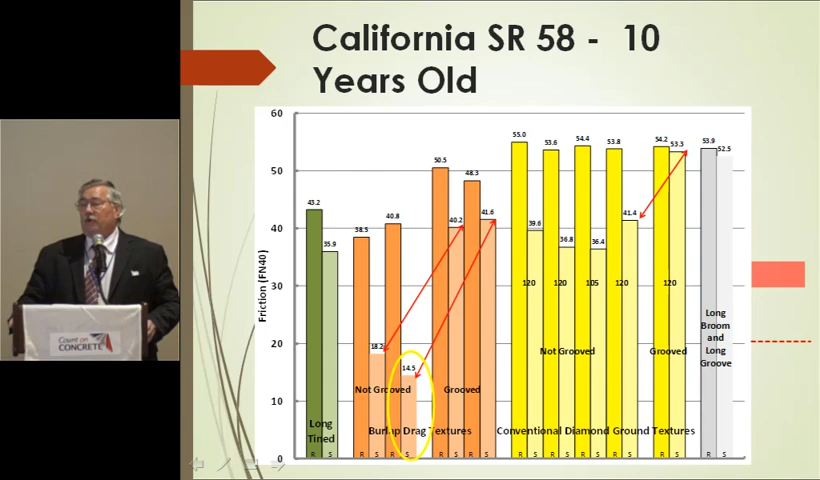 California SR 58 - 10
Years Old
60
50
40
30
20
10
0
Friction (FN40)
43.2
35.9
38.5
18.2
40.8
14.5
50.5
40.2
48.3
41.6
55.0
39.6
53.6
36.8
54.4
36.4
53.8
41.4
54.2
53.3
53.9
52.5
120
120
105
120
120
Not Grooved
Grooved
Not Grooved
Grooved
Long
Broom
and
Long
Groove
Long
Tined
Burlap Drag Textures
Conventional Diamond Ground Textures
R S R S R S R S R S R S R S R S R S R S R S
Count on
CONCRETE